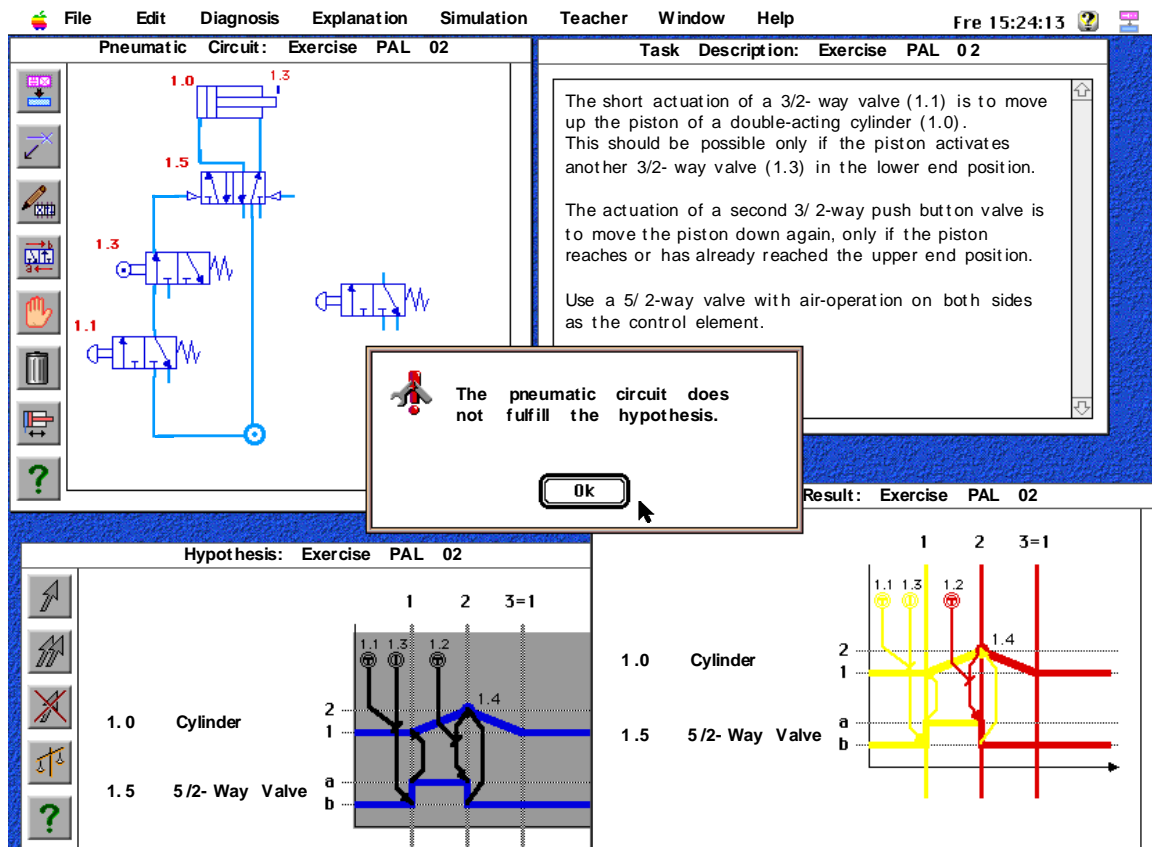 File Edit Diagnosis Explanation Simulation Teacher Window Help Fre 15:24:13
Pneumatic Circuit: Exercise PAL 02
1.0
1.3
1.5
1.3
1.1
Task Description: Exercise PAL 02
The short actuation of a 3/2- way valve (1.1) is to move
up the piston of a double-acting cylinder (1.0).
This should be possible only if the piston activates
another 3/2- way valve (1.3) in the lower end position.
The actuation of a second 3/ 2-way push button valve is
to move the piston down again, only if the piston
reaches or has already reached the upper end position.
Use a 5/ 2-way valve with air-operation on both sides
as the control element.
The pneumatic circuit does
not fulfill the hypothesis.
Ok
Hypothesis: Exercise PAL 02
1 2 3=1
1.1 1.3 1.2
1.4
1.0 Cylinder
2
1
1.5 5/2- Way Valve
a
b
Result: Exercise PAL 02
1 2 3=1
1.1 1.3 1.2
1.4
1.0 Cylinder
2
1
1.5 5/2- Way Valve
a
b